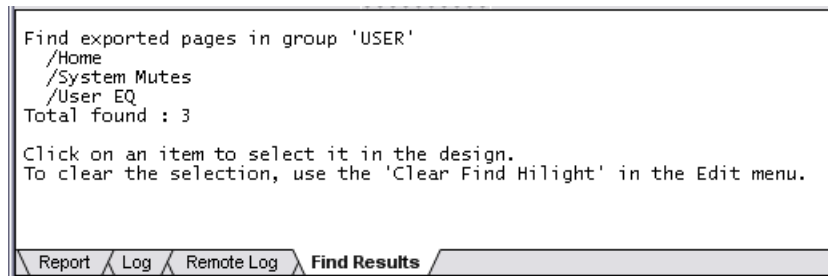 Find exported pages in group 'USER'
/Home
/System Mutes
/User EQ
Total found : 3
Click on an item to select it in the design.
To clear the selection, use the 'Clear Find Hilight' in the Edit menu.
Report Log Remote Log Find Results